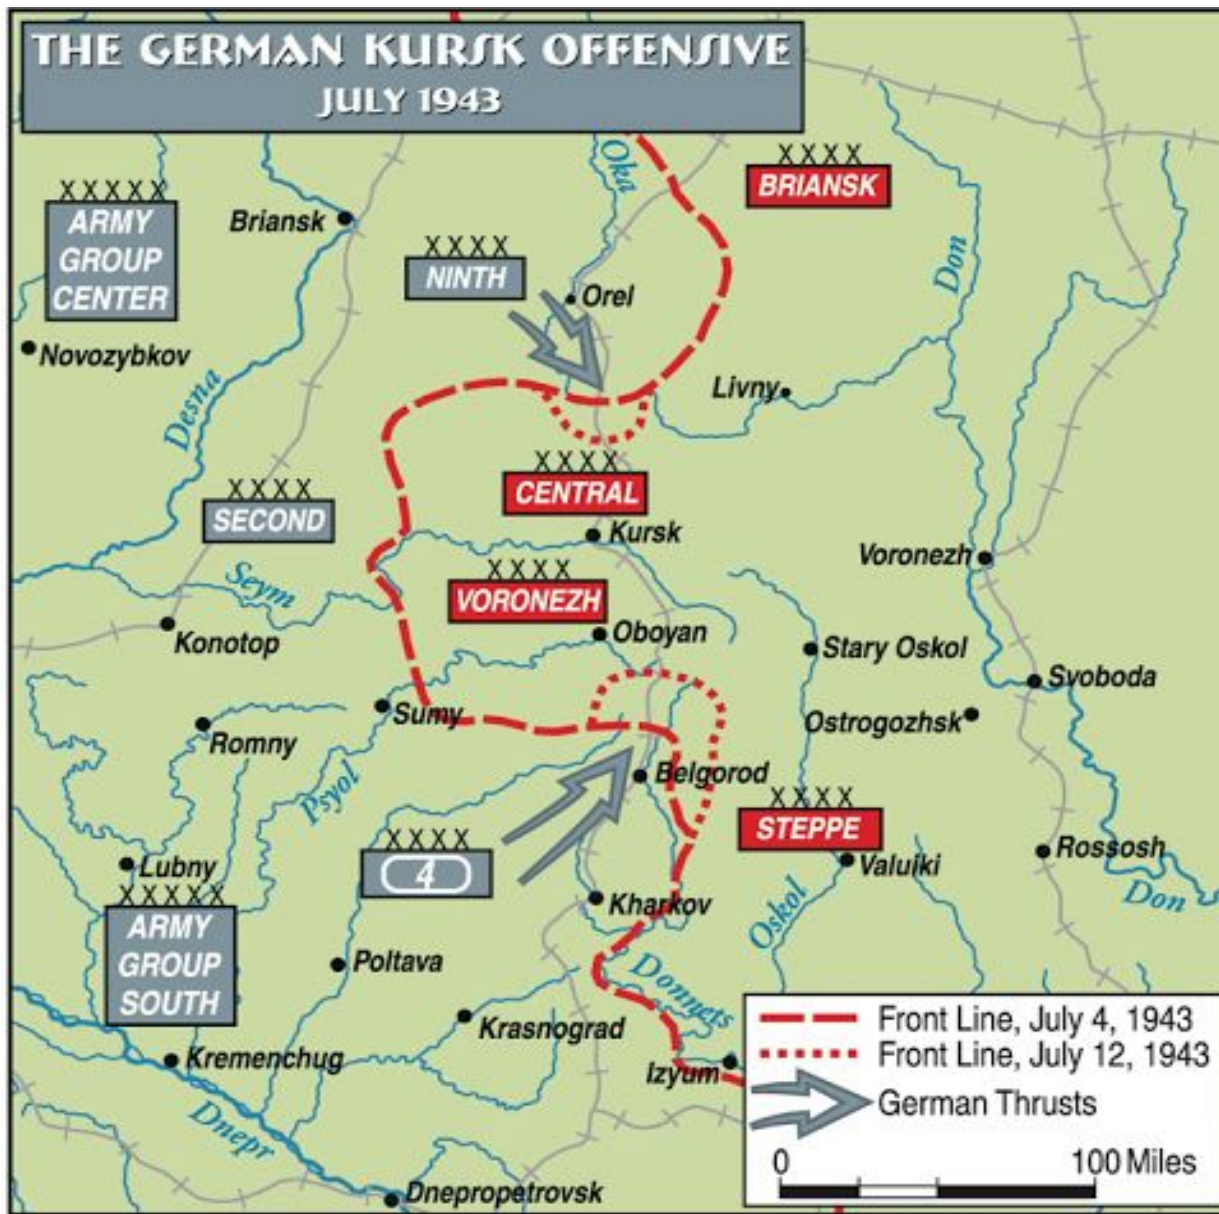 THE GERMAN KURSK OFFENSIVE
JULY 1943
XXXX
BRIANSK
Oka
XXXXX
ARMY
GROUP
CENTER
Briansk
XXXX
NINTH
Don
Orel
Novozybkov
Desna
Livny
XXXX
CENTRAL
XXXX
SECOND
Kursk
Voronezh
Seym
XXXX
VORONEZH
Konotop
Oboyan
Stary Oskol
Svoboda
Sumy
Ostrogozhsk
Romny
Psyol
Belgorod
XXXX
STEPPE
XXXX
4
Lubny
Valuiki
Rossosh
Don
XXXXX
ARMY
GROUP
SOUTH
Kharkov
Oskol
Poltava
Donnets
Krasnograd
Kremenchug
Izyum
Dnepr
Dnepropetrovsk
Front Line, July 4, 1943
Front Line, July 12, 1943
German Thrusts
0 100 Miles